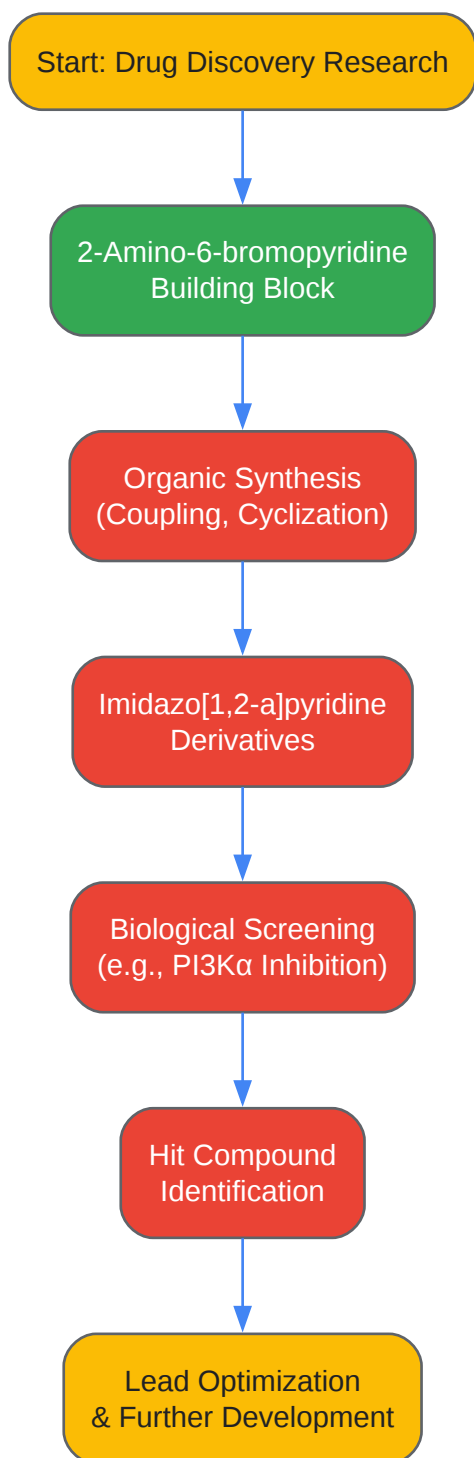 Start: Drug Discovery Research
2-Amino-6-bromopyridine
Building Block
Organic Synthesis
(Coupling, Cyclization)
Imidazo[1,2-a]pyridine
Derivatives
Biological Screening
(e.g., PI3Kα Inhibition)
Hit Compound
Identification
Lead Optimization
& Further Development